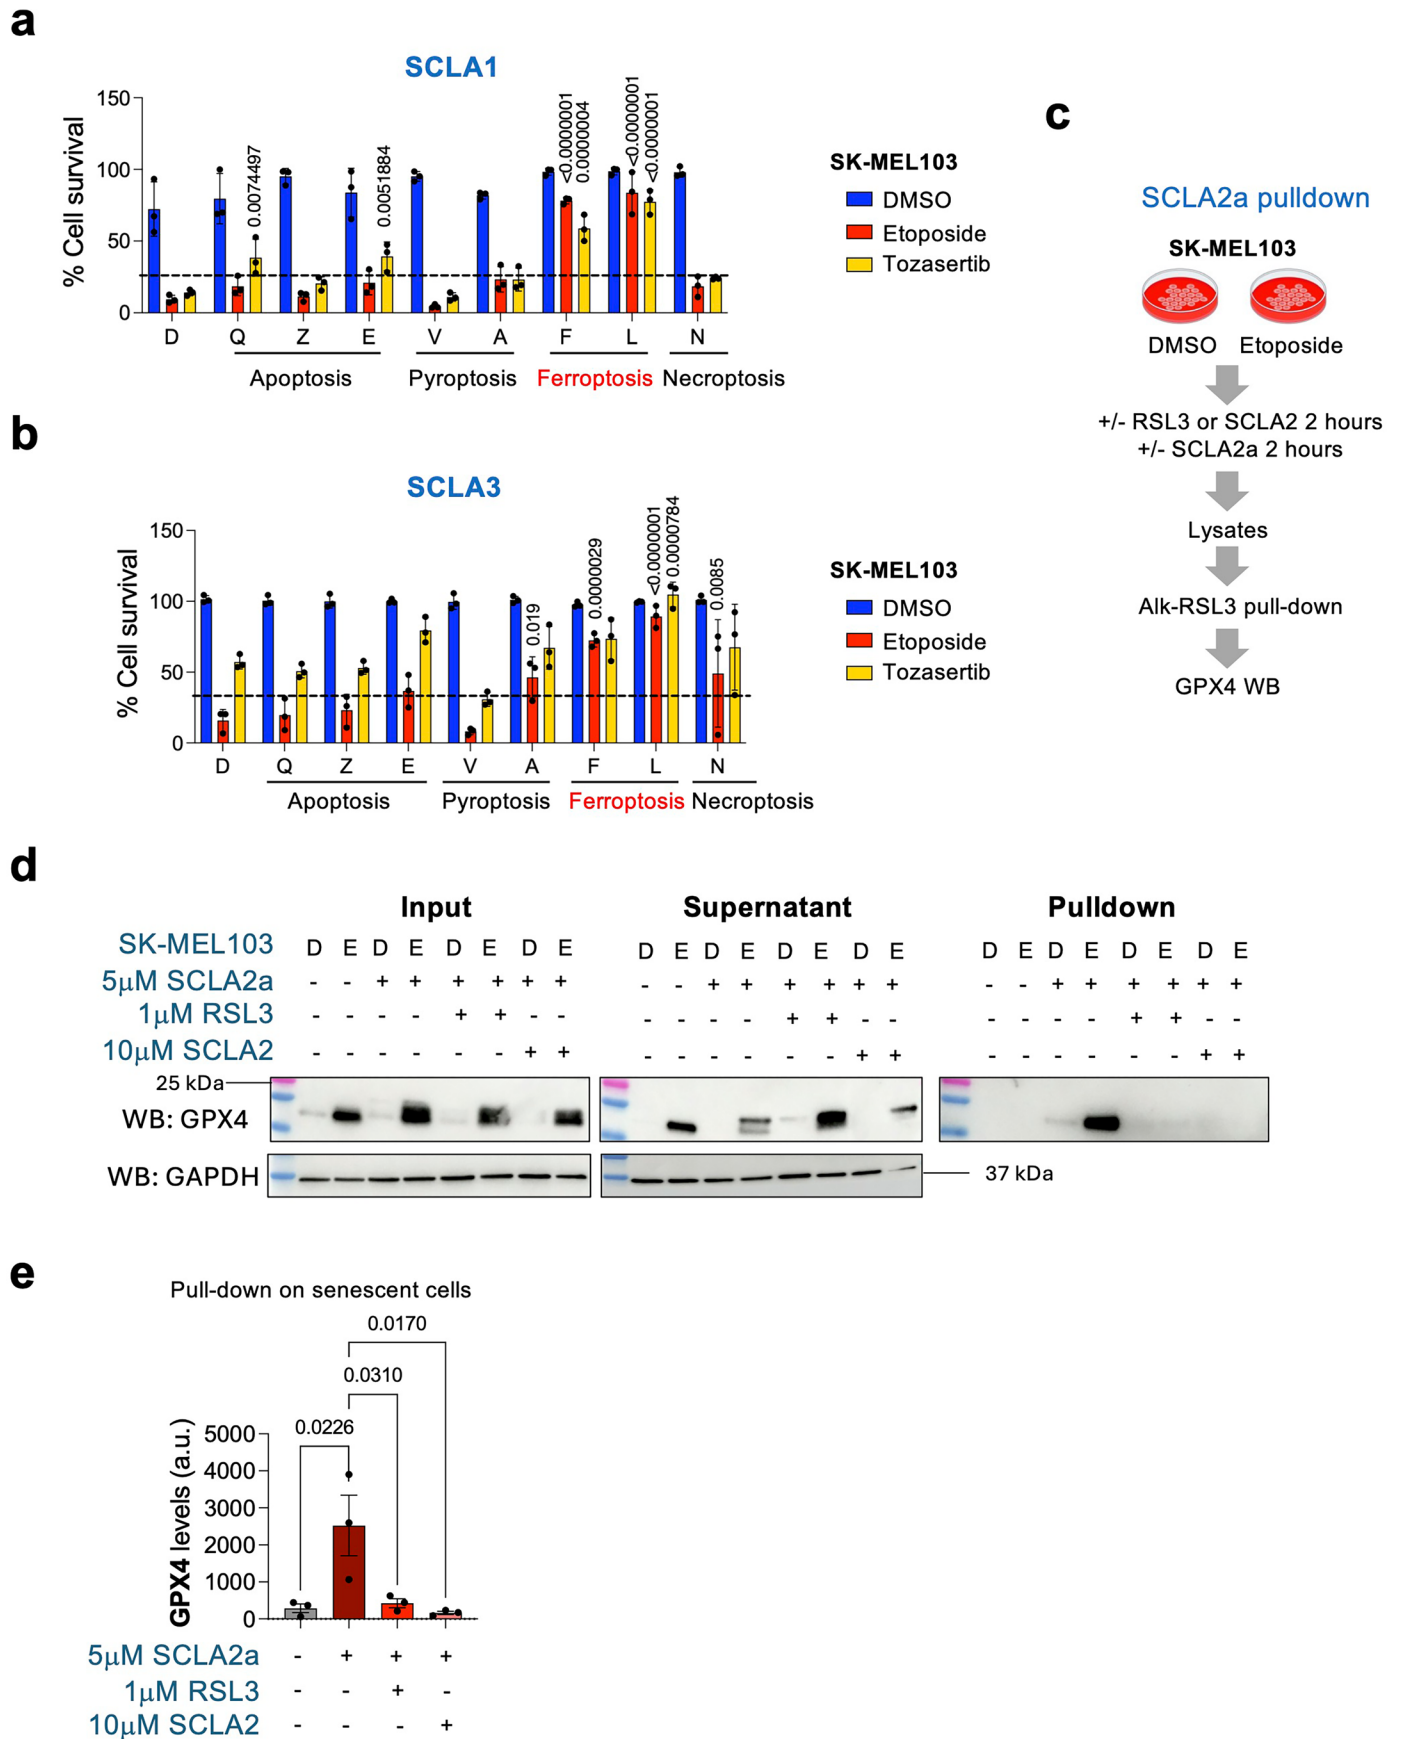 a
SCLA1
% Cell survival
150
100
50
0
0.0074497
0.0051884
<0.0000001
0.0000004
<0.0000001
<0.0000001
D Q Z E V A F L N
Apoptosis Pyroptosis Ferroptosis Necroptosis
SK-MEL103
DMSO
Etoposide
Tozasertib
b
SCLA3
% Cell survival
150
100
50
0
0.019
0.0000029
<0.0000001
0.0000784
0.0085
D Q Z E V A F L N
Apoptosis Pyroptosis Ferroptosis Necroptosis
SK-MEL103
DMSO
Etoposide
Tozasertib
c
SCLA2a pulldown
SK-MEL103
DMSO Etoposide
+/- RSL3 or SCLA2 2 hours
+/- SCLA2a 2 hours
Lysates
Alk-RSL3 pull-down
GPX4 WB
d
Input Supernatant Pulldown
SK-MEL103 D E D E D E D E D E D E D E D E D E D E D E D E
5μM SCLA2a - - + + + + + + - - + + + + + + - - + + + + + +
1μM RSL3 - - - - + + - - - - - - + + - - - - - - + + - -
10μM SCLA2 - - - - - - + + - - - - - - + + - - - - - - + +
25 kDa
WB: GPX4
WB: GAPDH
37 kDa
e
Pull-down on senescent cells
0.0170
0.0310
0.0226
GPX4 levels (a.u.)
5000
4000
3000
2000
1000
0
5μM SCLA2a - + + +
1μM RSL3 - - + -
10μM SCLA2 - - - +